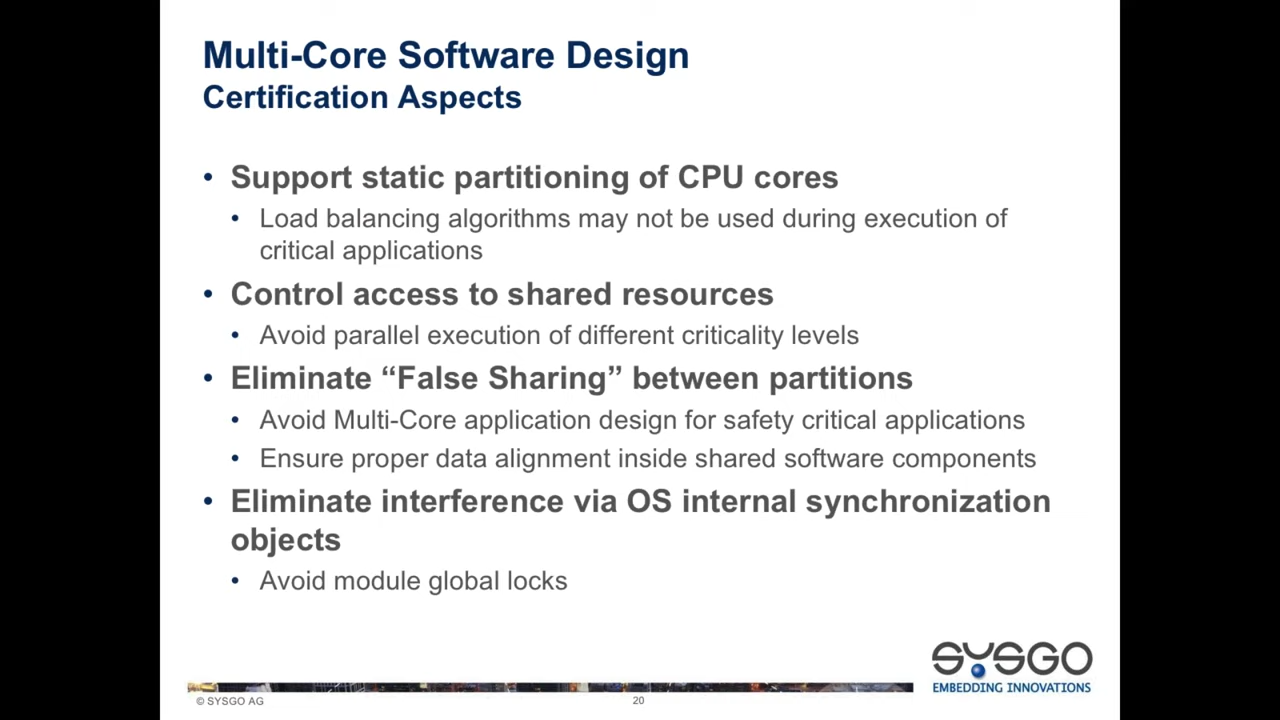 Multi-Core Software Design
Certification Aspects
• Support static partitioning of CPU cores
• Load balancing algorithms may not be used during execution of
critical applications
• Control access to shared resources
• Avoid parallel execution of different criticality levels
• Eliminate “False Sharing” between partitions
• Avoid Multi-Core application design for safety critical applications
• Ensure proper data alignment inside shared software components
• Eliminate interference via OS internal synchronization
objects
• Avoid module global locks
SYSGO
EMBEDDING INNOVATIONS
© SYSGO AG
20